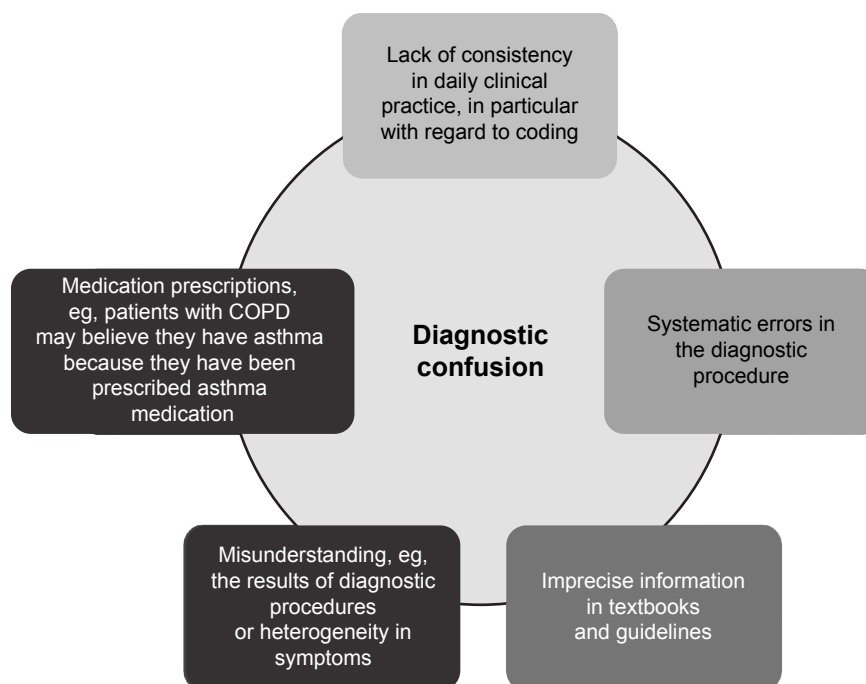 Lack of consistency
in daily clinical
practice, in particular
with regard to coding
Medication prescriptions,
eg, patients with COPD
may believe they have asthma
because they have been
prescribed asthma
medication
Diagnostic
confusion
Systematic errors in
the diagnostic
procedure
Misunderstanding, eg,
the results of diagnostic
procedures
or heterogeneity in
symptoms
Imprecise information
in textbooks
and guidelines